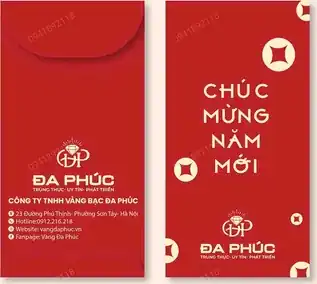 ĐP
ĐA PHÚC
TRUNG THỰC - UY TÍN - PHÁT TRIỂN
CÔNG TY TNHH VÀNG BẠC ĐA PHÚC
23 Đường Phú Thịnh- Phường Sơn Tây- Hà Nội
Hotline:0912.216.218
Website: vangdaphuc.vn
Fanpage: Vàng Đa Phúc
CHÚC
MỪNG
NĂM
MỚI
ĐP
ĐA PHÚC
TRUNG THỰC- UY TÍN- PHÁT TRIỂN